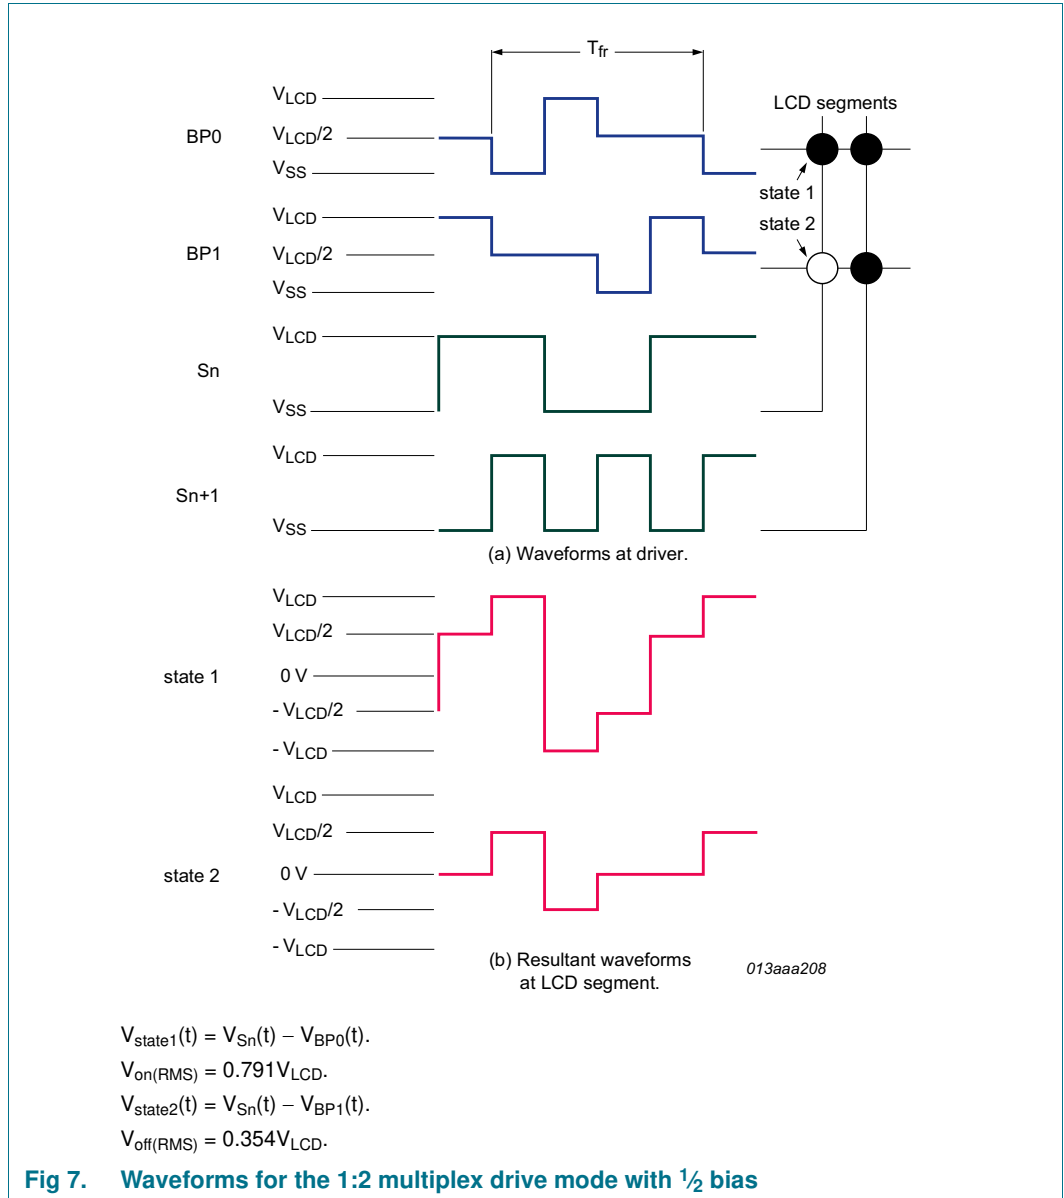 Tfr
VLCD
BP0
VLCD/2
VSS
LCD segments
state 1
state 2
VLCD
BP1
VLCD/2
VSS
VLCD
Sn
VSS
VLCD
Sn+1
VSS
(a) Waveforms at driver.
VLCD
VLCD/2
state 1
0 V
- VLCD/2
- VLCD
VLCD
VLCD/2
state 2
0 V
- VLCD/2
- VLCD
(b) Resultant waveforms
at LCD segment.
013aaa208
Vstate1(t) = VSn(t) − VBP0(t).
Von(RMS) = 0.791VLCD.
Vstate2(t) = VSn(t) − VBP1(t).
Voff(RMS) = 0.354VLCD.
Fig 7. Waveforms for the 1:2 multiplex drive mode with 1⁄2 bias